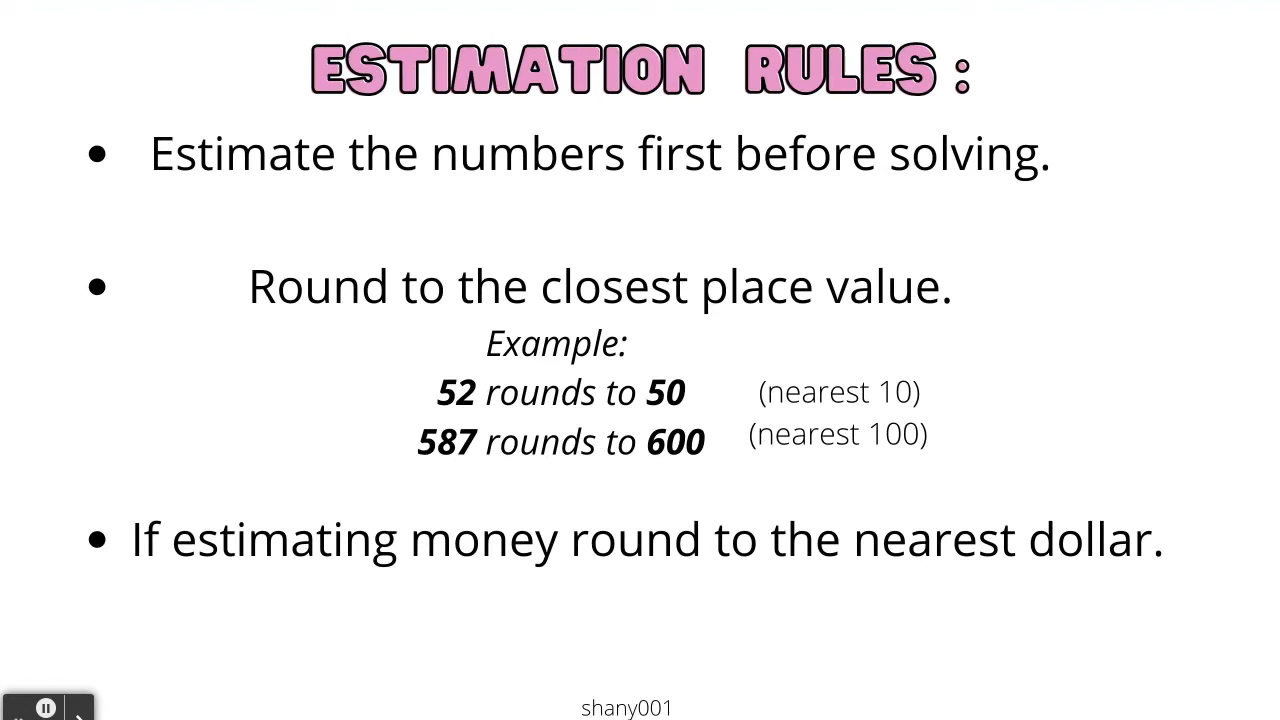 ESTIMATION RULES :
• Estimate the numbers first before solving.
• Round to the closest place value.
Example:
52 rounds to 50 (nearest 10)
587 rounds to 600 (nearest 100)
• If estimating money round to the nearest dollar.
shany001